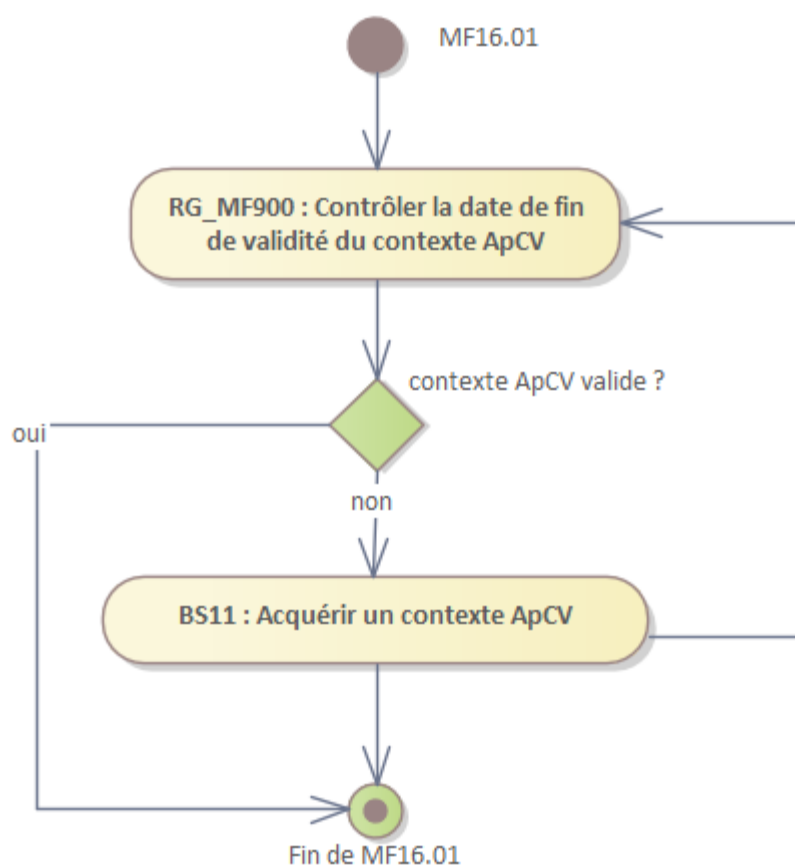 MF16.01
RG_MF900 : Contrôler la date de fin
de validité du contexte ApCV
contexte ApCV valide ?
oui
non
BS11 : Acquérir un contexte ApCV
Fin de MF16.01